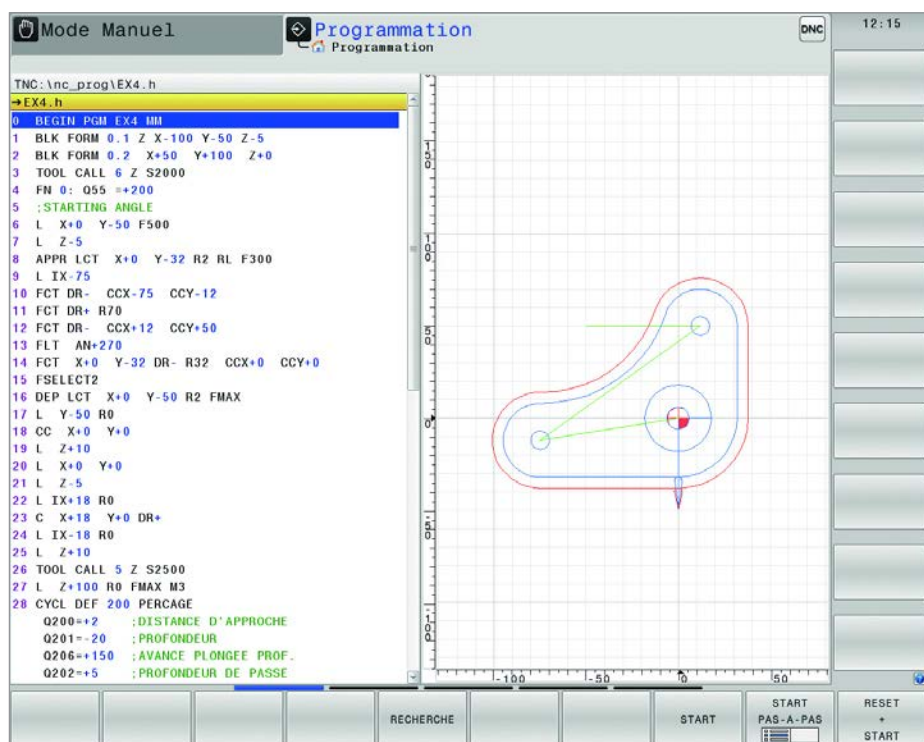 Mode Manuel
Programmation
Programmation
DNC
12:15
TNC:\nc_prog\EX4.h
→EX4.h
0 BEGIN PGM EX4 MM
1 BLK FORM 0.1 Z X-100 Y-50 Z-5
2 BLK FORM 0.2 X+50 Y+100 Z+0
3 TOOL CALL 6 Z S2000
4 FN 0: Q55 =+200
5 ;STARTING ANGLE
6 L X+0 Y-50 F500
7 L Z-5
8 APPR LCT X+0 Y-32 R2 RL F300
9 L IX-75
10 FCT DR- CCX-75 CCY-12
11 FCT DR+ R70
12 FCT DR- CCX+12 CCY+50
13 FLT AN+270
14 FCT X+0 Y-32 DR- R32 CCX+0 CCY+0
15 FSELECT2
16 DEP LCT X+0 Y-50 R2 FMAX
17 L Y-50 R0
18 CC X+0 Y+0
19 L Z+10
20 L X+0 Y+0
21 L Z-5
22 L IX+18 R0
23 C X+18 Y+0 DR+
24 L IX-18 R0
25 L Z+10
26 TOOL CALL 5 Z S2500
27 L Z+100 R0 FMAX M3
28 CYCL DEF 200 PERCAGE
Q200=+2 ;DISTANCE D'APPROCHE
Q201=-20 ;PROFONDEUR
Q206=+150 ;AVANCE PLONGEE PROF.
Q202=+5 ;PROFONDEUR DE PASSE
150
100
50
0
-50
-100
-100 -50 0 50
RECHERCHE
START
START
PAS-A-PAS
RESET
+
START